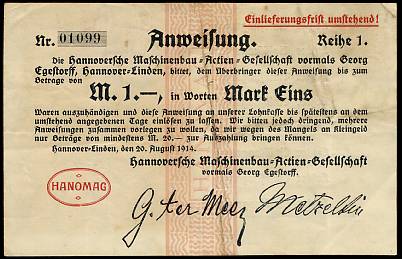 Einlieferungsfrist umstehend!
Nr. 01099 Anweisung. Reihe 1.
die Hannoversche Maschinenbau-Actien-Gesellschaft vormals Georg
Egestorff, Hannover-Linden, bittet, dem Überbringer dieser Anweisung bis zum
Betrage von
M. 1.—, in Worten Mark Eins
Waren auszuhändigen und diese Anweisung an unserer Lohnkasse bis spätestens an dem
umstehend angegebenen Tage einlösen zu lassen. Wir bitten jedoch dringend, mehrere
Anweisungen zusammen vorlegen zu wollen, da wir wegen des Mangels an Kleingeld
nur Beträge von mindestens M. 20.— zur Auszahlung bringen können.
Hannover-Linden, den 20. August 1914.
Hannoversche Maschinenbau-Actien-Gesellschaft
vormals Georg Egestorff.
HANOMAG
G. ter Meer Metzeltin